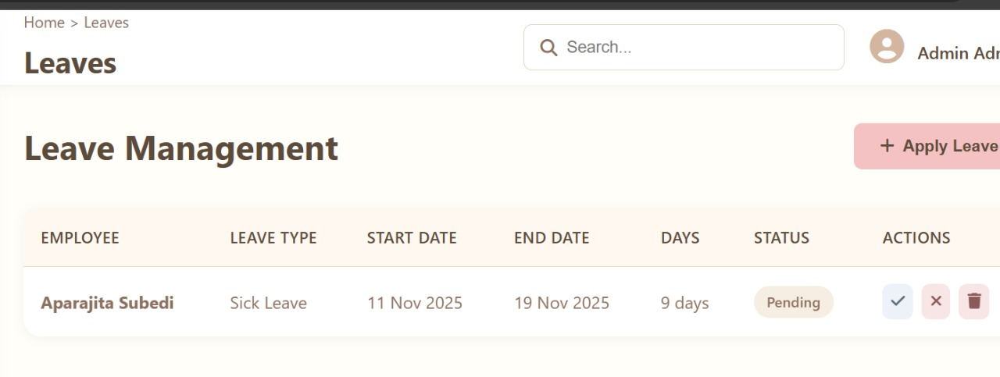 Home > Leaves
Leaves
Search...
Admin
Leave Management
+ Apply Leave
EMPLOYEE LEAVE TYPE START DATE END DATE DAYS STATUS ACTIONS
Aparajita Subedi Sick Leave 11 Nov 2025 19 Nov 2025 9 days Pending